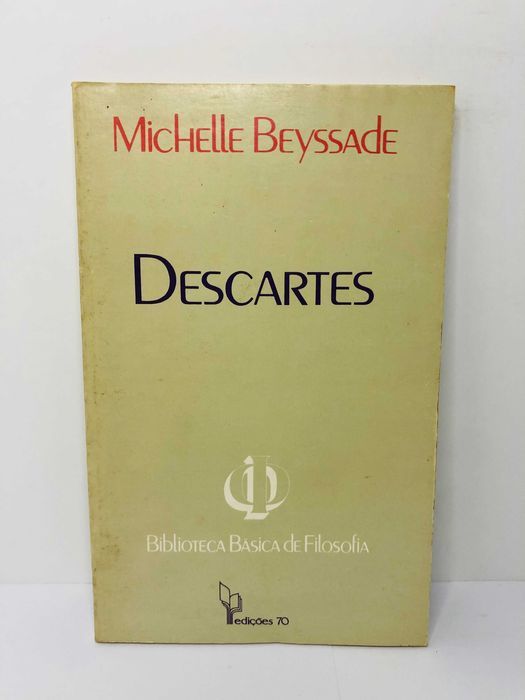 Michelle Beyssade
Descartes
Biblioteca Básica de Filosofia
edições 70